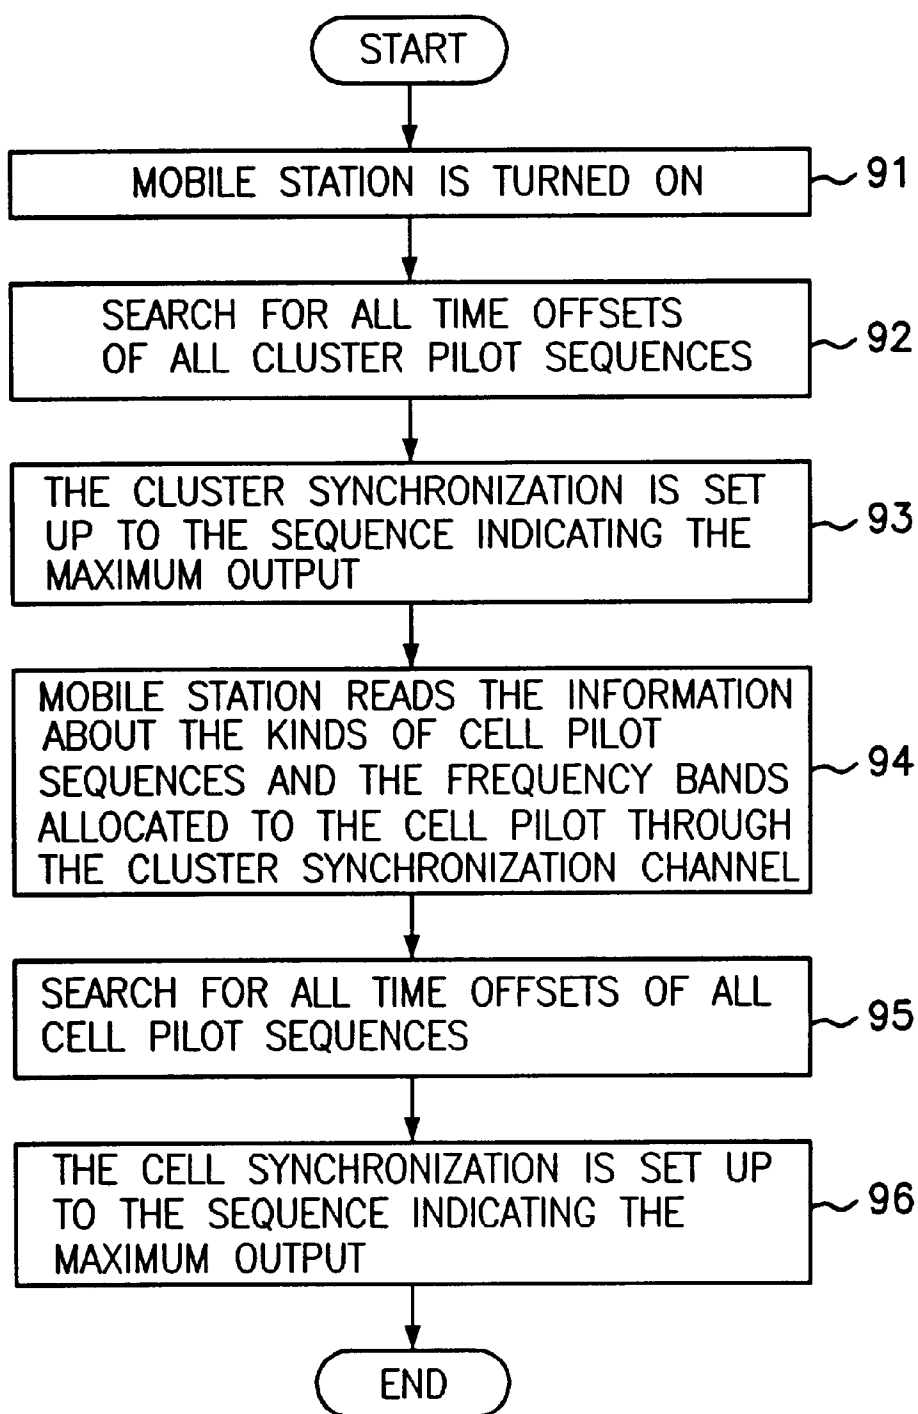 START
MOBILE STATION IS TURNED ON
91
SEARCH FOR ALL TIME OFFSETS
OF ALL CLUSTER PILOT SEQUENCES
92
THE CLUSTER SYNCHRONIZATION IS SET
UP TO THE SEQUENCE INDICATING THE
MAXIMUM OUTPUT
93
MOBILE STATION READS THE INFORMATION
ABOUT THE KINDS OF CELL PILOT
SEQUENCES AND THE FREQUENCY BANDS
ALLOCATED TO THE CELL PILOT THROUGH
THE CLUSTER SYNCHRONIZATION CHANNEL
94
SEARCH FOR ALL TIME OFFSETS OF ALL
CELL PILOT SEQUENCES
95
THE CELL SYNCHRONIZATION IS SET UP
TO THE SEQUENCE INDICATING THE
MAXIMUM OUTPUT
96
END